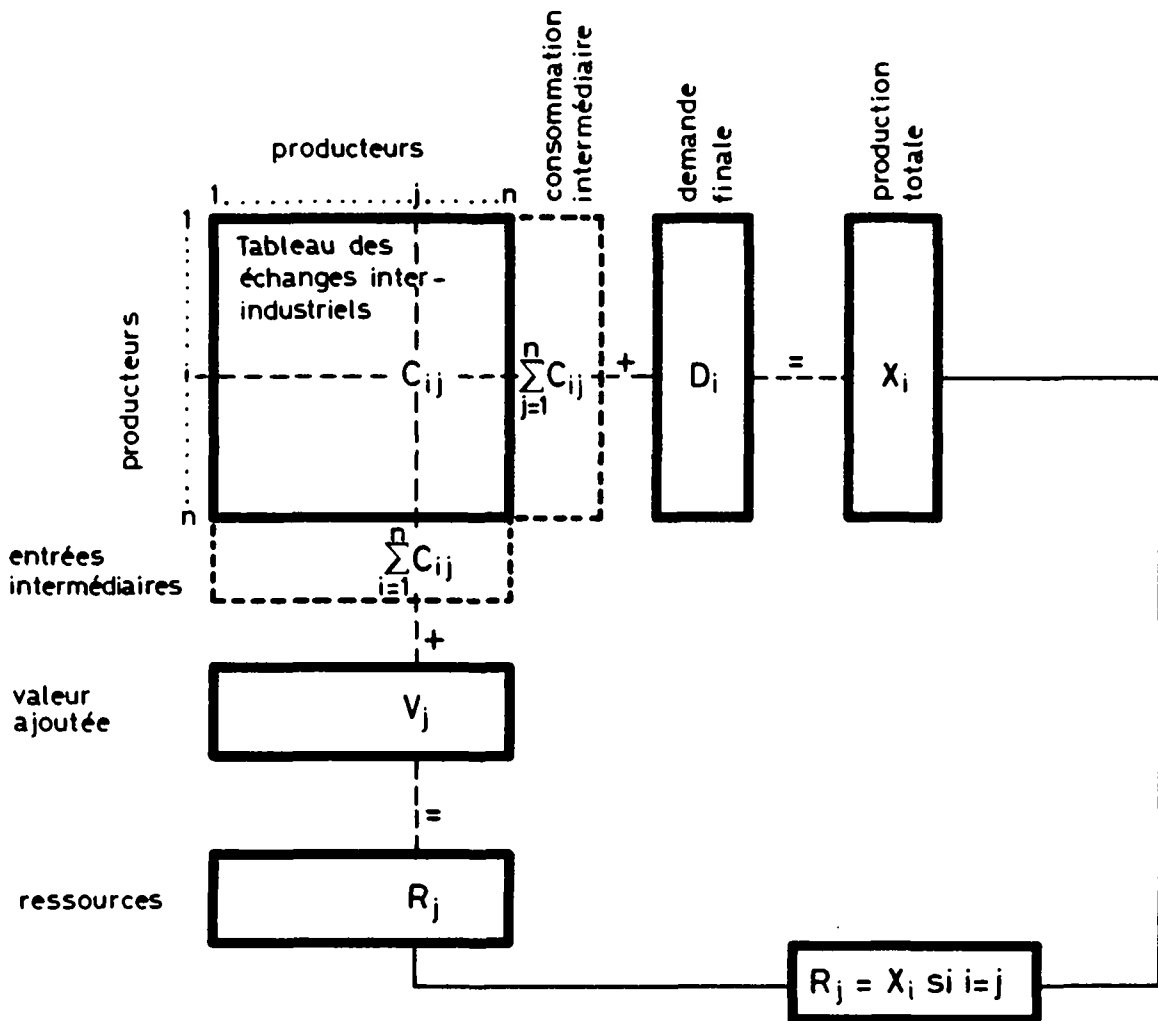 producteurs
consommation
intermédiaire
demande
finale
production
totale
1. . . . . . . . . . . . . . j. . . . . . n
1
Tableau des
échanges inter-
industriels
producteurs
i
C_ij
n
∑ C_ij
j=1
+
D_i
=
X_i
n
entrées
intermédiaires
n
∑ C_ij
i=1
+
valeur
ajoutée
V_j
=
ressources
R_j
R_j = X_i si i=j